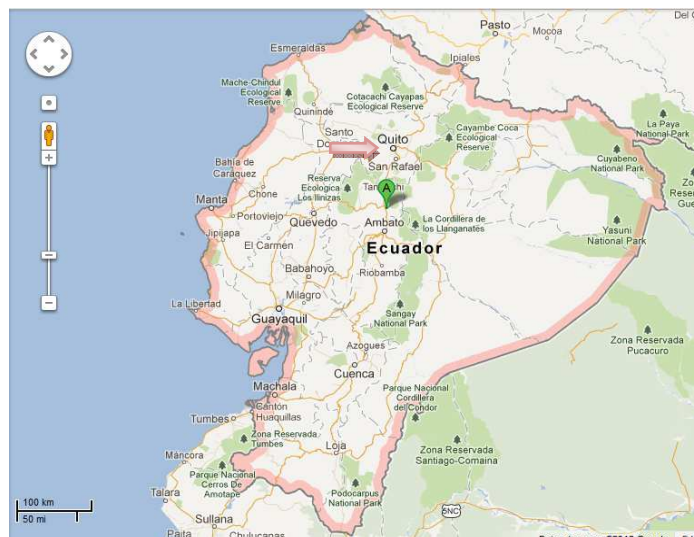 Pasto
Mocoa
Esmeraldas
Ipiales
Mache-Chindul
Ecological
Reserve
Cotacachi Cayapas
Ecological Reserve
Quinindé
La Paya
National Park
Santo
Quito
Cayambe Coca
Ecological
Reserve
San Rafael
Cuyabeno
National Park
Bahía de
Caráquez
Chone
Reserva
Ecologica
Los Ilinizas
A
Manta
Portoviejo
Quevedo
Ambato
La Cordillera de
los Llanganatés
Yasuni
National Park
Jipijapa
El Carmen
Ecuador
Babahoyo
Riobamba
La Libertad
Milagro
Guayaquil
Sangay
National Park
Zona Reservada
Pucacuro
Azogues
Cuenca
Machala
Cantón
Huaquillas
Parque Nacional
Cordillera
del Condor
Tumbes
Zona Reservada
Tumbes
Loja
Zona Reservada
Santiago-Comaina
Máncora
Parque Nacional
Cerros De
Amotape
Talara
Podocarpus
National Park
100 km
50 mi
Sullana
5NC
Paita
Chulucanas